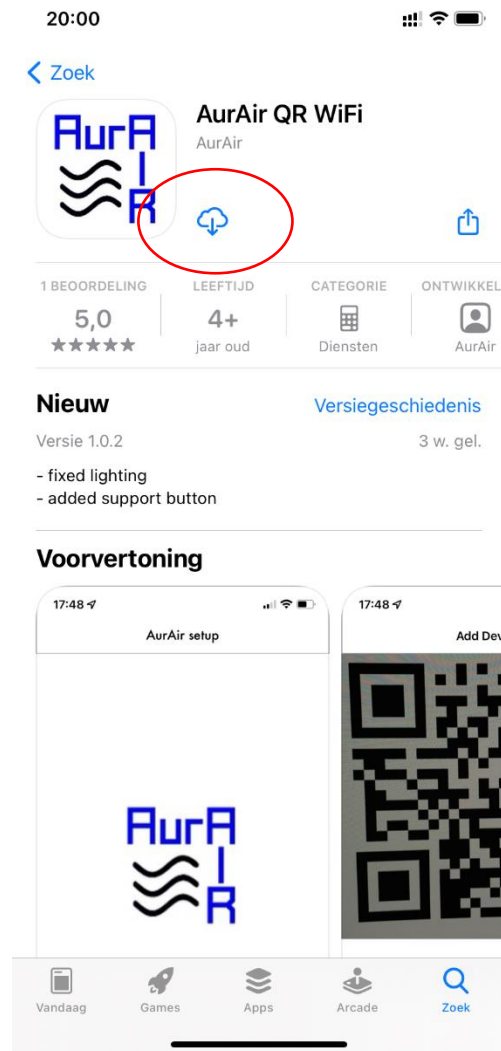 20:00
Zoek
AurAIR
AurAir QR WiFi
AurAir
1 BEOORDELING
5,0
LEEFTIJD
4+
jaar oud
CATEGORIE
Diensten
ONTWIKKEL
AurAir
Nieuw
Versiegeschiedenis
Versie 1.0.2
3 w. gel.
- fixed lighting
- added support button
Voorvertoning
17:48
AurAir setup
AurAIR
17:48
Add Dev
Vandaag
Games
Apps
Arcade
Zoek